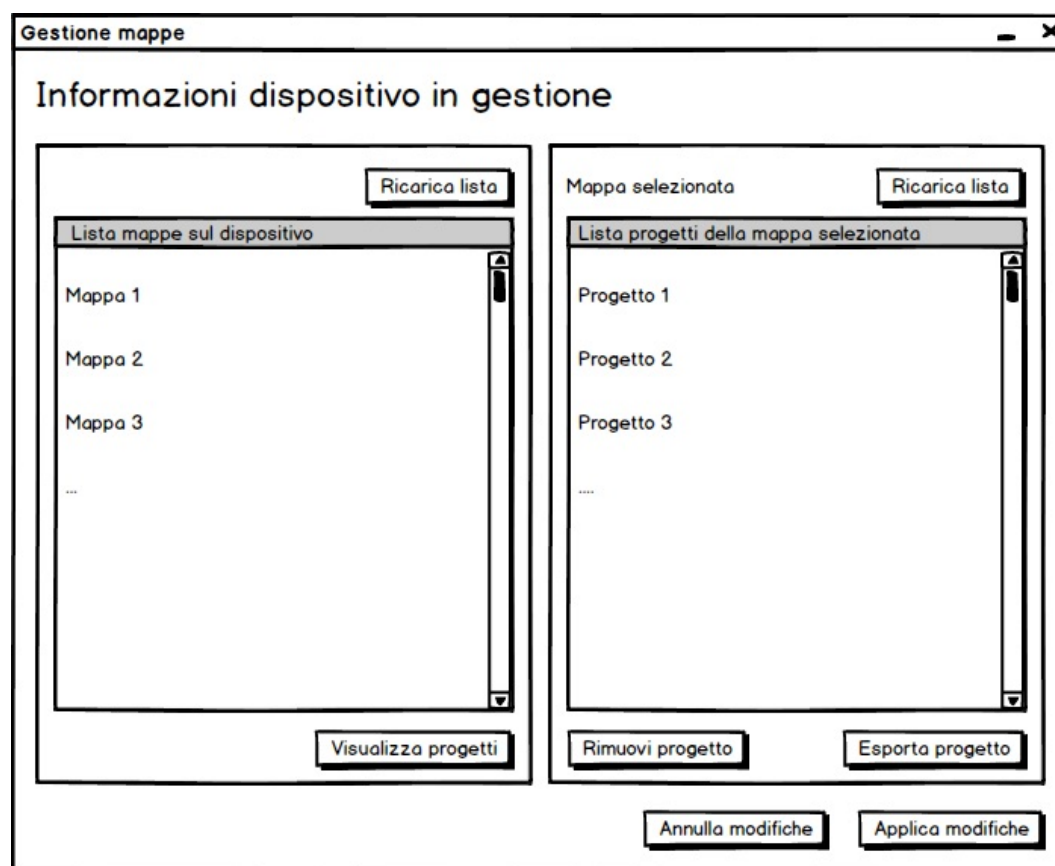 Gestione mappe
Informazioni dispositivo in gestione
Ricarica lista
Lista mappe sul dispositivo
Mappa 1
Mappa 2
Mappa 3
...
Visualizza progetti
Mappa selezionata
Ricarica lista
Lista progetti della mappa selezionata
Progetto 1
Progetto 2
Progetto 3
....
Rimuovi progetto
Esporta progetto
Annulla modifiche
Applica modifiche